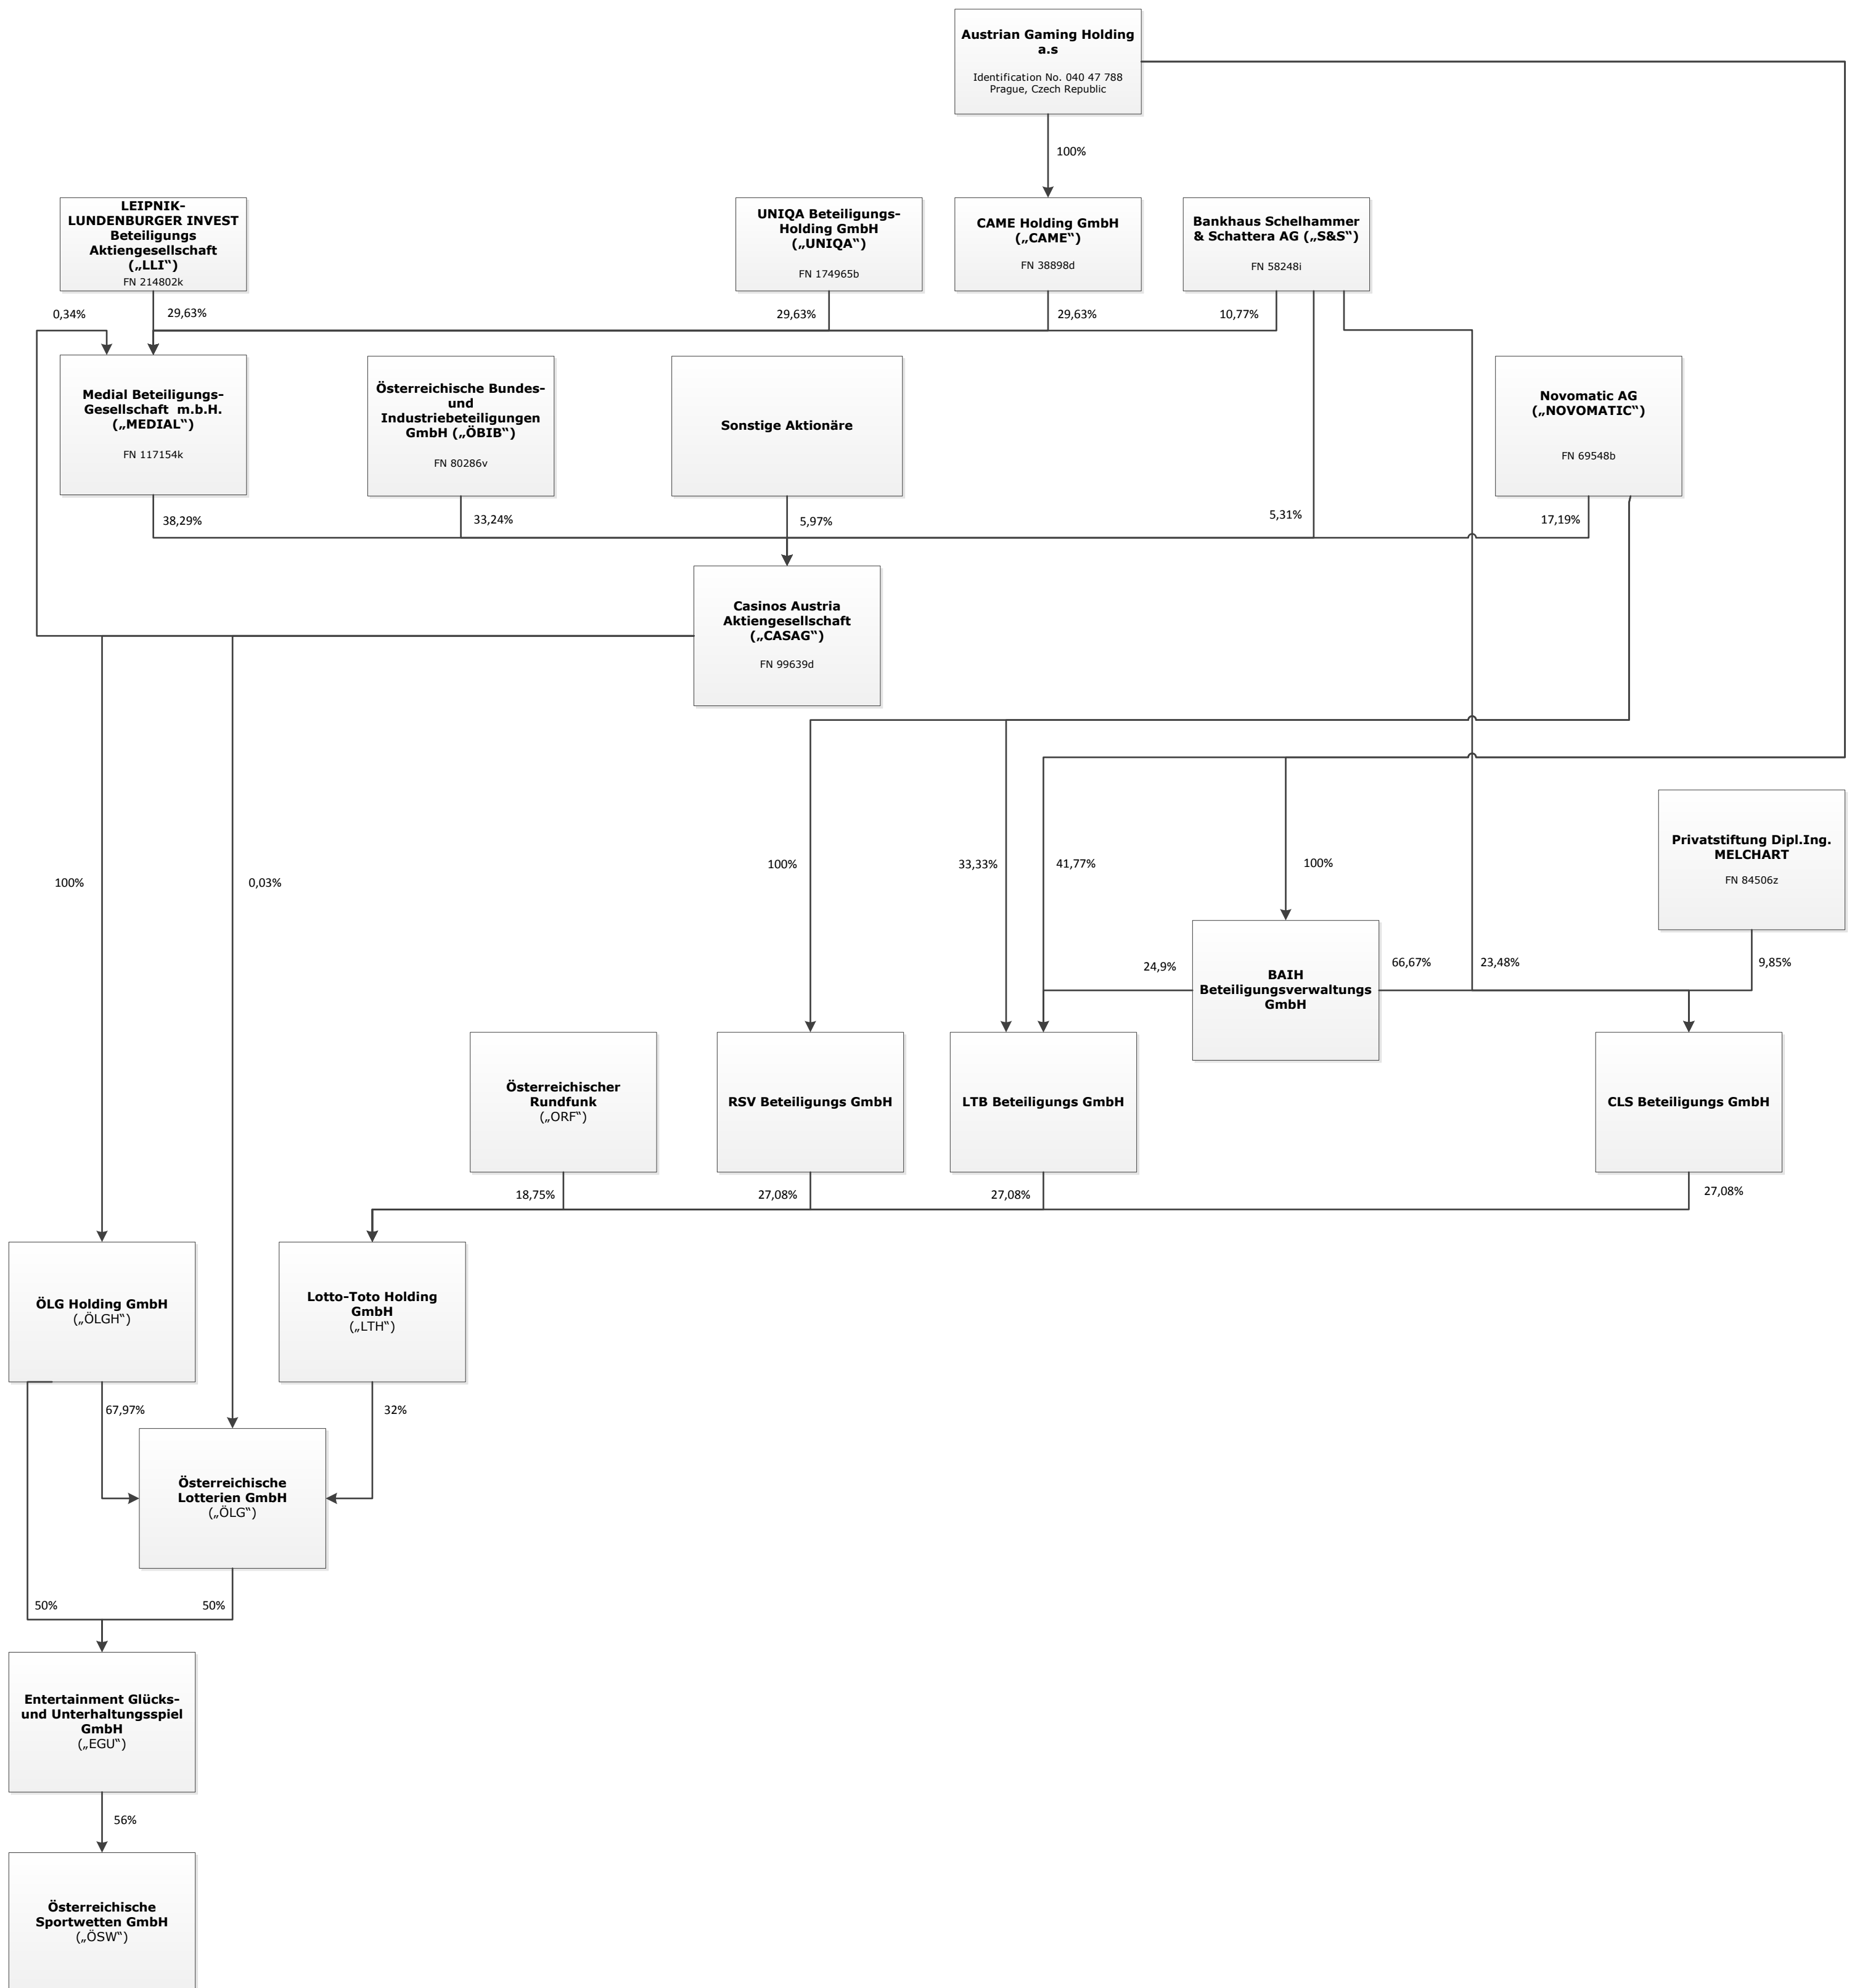 Austrian Gaming Holding
a.s
Identification No. 040 47 788
Prague, Czech Republic
100%
LEIPNIK-
LUNDENBURGER INVEST
Beteiligungs
Aktiengesellschaft
(„LLI“)
FN 214802k
UNIQA Beteiligungs-
Holding GmbH
(„UNIQA“)
FN 174965b
CAME Holding GmbH
(„CAME“)
FN 38898d
Bankhaus Schelhammer
& Schattera AG („S&S“)
FN 58248i
0,34%
29,63%
29,63%
29,63%
10,77%
Medial Beteiligungs-
Gesellschaft m.b.H.
(„MEDIAL“)
FN 117154k
Österreichische Bundes-
und
Industriebeteiligungen
GmbH („ÖBIB“)
FN 80286v
Sonstige Aktionäre
Novomatic AG
(„NOVOMATIC“)
FN 69548b
38,29%
33,24%
5,97%
5,31%
17,19%
Casinos Austria
Aktiengesellschaft
(„CASAG“)
FN 99639d
Privatstiftung Dipl.Ing.
MELCHART
FN 84506z
100%
0,03%
100%
33,33%
41,77%
100%
24,9%
BAIH
Beteiligungsverwaltungs
GmbH
66,67%
23,48%
9,85%
Österreichischer
Rundfunk
(„ORF“)
RSV Beteiligungs GmbH
LTB Beteiligungs GmbH
CLS Beteiligungs GmbH
18,75%
27,08%
27,08%
27,08%
ÖLG Holding GmbH
(„ÖLGH“)
Lotto-Toto Holding
GmbH
(„LTH“)
67,97%
32%
Österreichische
Lotterien GmbH
(„ÖLG“)
50%
50%
Entertainment Glücks-
und Unterhaltungsspiel
GmbH
(„EGU“)
56%
Österreichische
Sportwetten GmbH
(„ÖSW“)